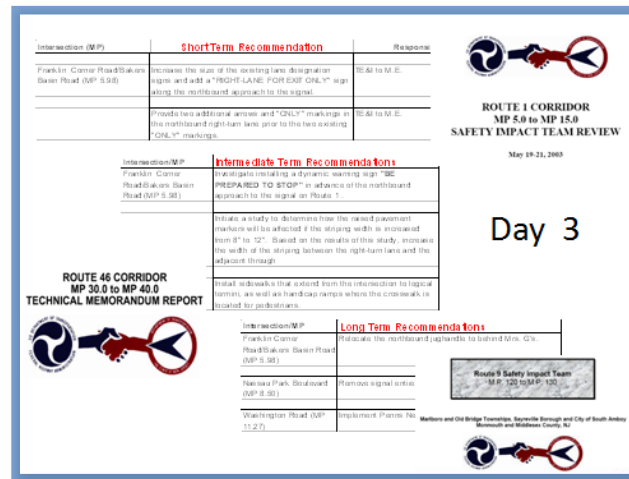 Intersection (MP) Short Term Recommendation Responsi
Franklin Corner Road/Bakers Basin Road (MP 5.98)
Increase the size of the existing lane designation
signs and add a "RIGHT-LANE FOR EXIT ONLY" sign
along the northbound approach to the signal.
TE&I to M.E.
Provide two additional arrows and "ONLY" markings in
the northbound right-turn lane prior to the two existing
"ONLY" markings.
TE&I to M.E.
ROUTE 1 CORRIDOR
MP 5.0 to MP 15.0
SAFETY IMPACT TEAM REVIEW
May 19-21, 2003
Intersection/MP Intermediate Term Recommendations
Franklin Corner
Road/Bakers Basin
Road (MP 5.98)
Investigate installing a dynamic warning sign "BE
PREPARED TO STOP" in advance of the northbound
approach to the signal on Route 1.
Initiate a study to determine how the raised pavement
markers will be affected if the striping width is increased
from 8" to 12". Based on the results of this study, increase
the width of the striping between the right-turn lane and the
adjacent through
Install sidewalks that extend from the intersection to logical
termini, as well as handicap ramps where the crosswalk is
located for pedestrians.
Day 3
ROUTE 46 CORRIDOR
MP 30.0 to MP 40.0
TECHNICAL MEMORANDUM REPORT
Intersection/MP Long Term Recommendations
Franklin Corner
Road/Bakers Basin Road
(MP 5.98)
Relocate the northbound jughandle to behind Mrs. G's.
Nassau Park Boulevard
(MP 8.50)
Remove signal entire
Washington Road (MP
11.27)
Implement Penns Ne
Route 9 Safety Impact Team
M.P. 120 to M.P. 130
Marlboro and Old Bridge Townships, Sayreville Borough and City of South Amboy
Monmouth and Middlesex County, NJ